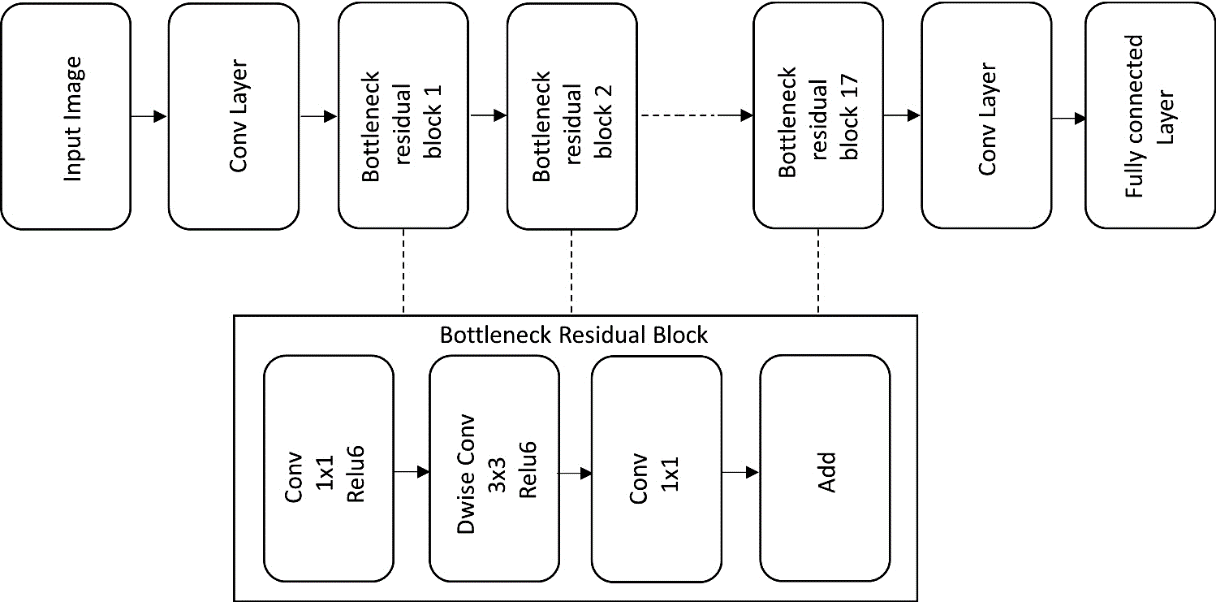 Input Image
Conv Layer
Bottleneck
residual
block 1
Bottleneck
residual
block 2
Bottleneck
residual
block 17
Conv Layer
Fully connected
Layer
Bottleneck Residual Block
Conv
1x1
Relu6
Dwise Conv
3x3
Relu6
Conv
1x1
Add